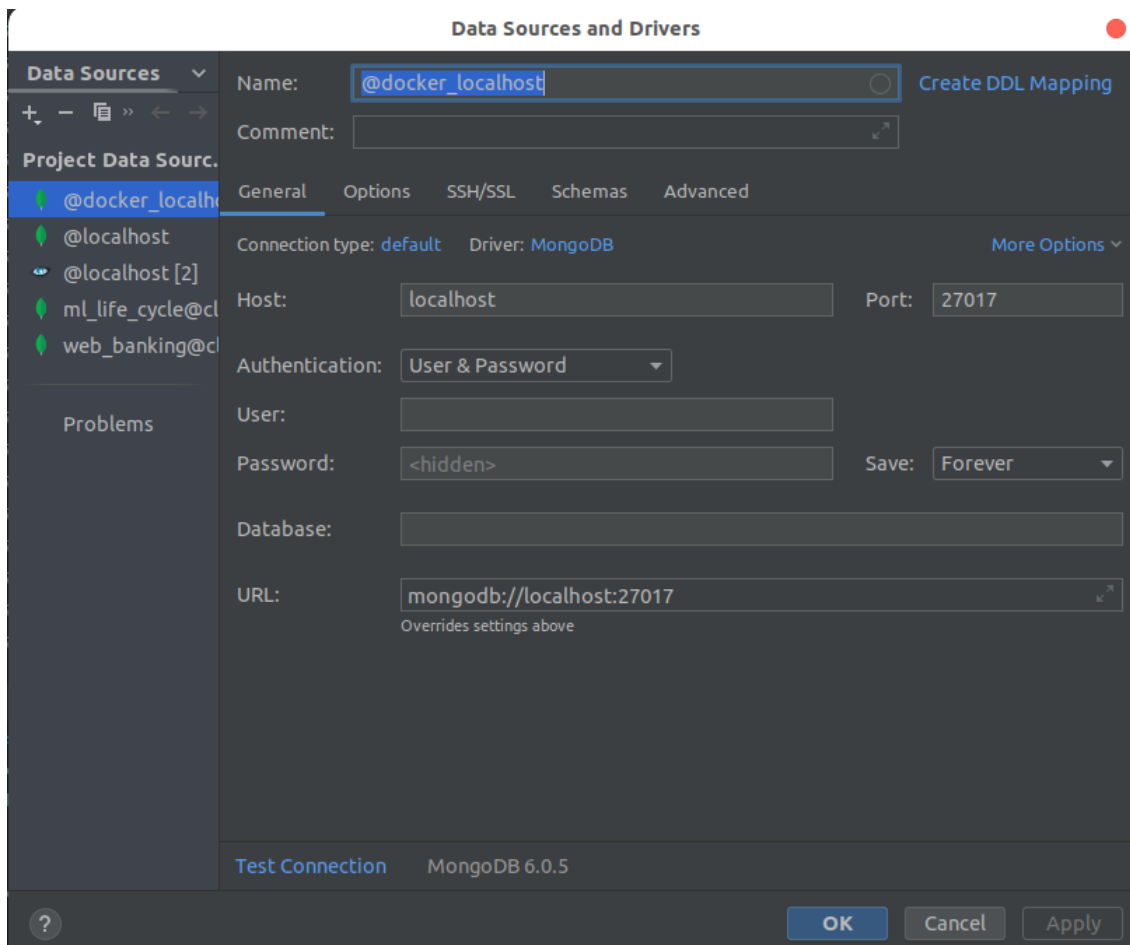 Data Sources and Drivers
Data Sources
Name: @docker_localhost Create DDL Mapping
Comment:
Project Data Sourc.
General Options SSH/SSL Schemas Advanced
@docker_localho
@localhost
@localhost [2]
ml_life_cycle@cl
web_banking@cl
Problems
Connection type: default Driver: MongoDB More Options
Host: localhost Port: 27017
Authentication: User & Password
User:
Password: <hidden> Save: Forever
Database:
URL: mongodb://localhost:27017
Overrides settings above
Test Connection MongoDB 6.0.5
? OK Cancel Apply